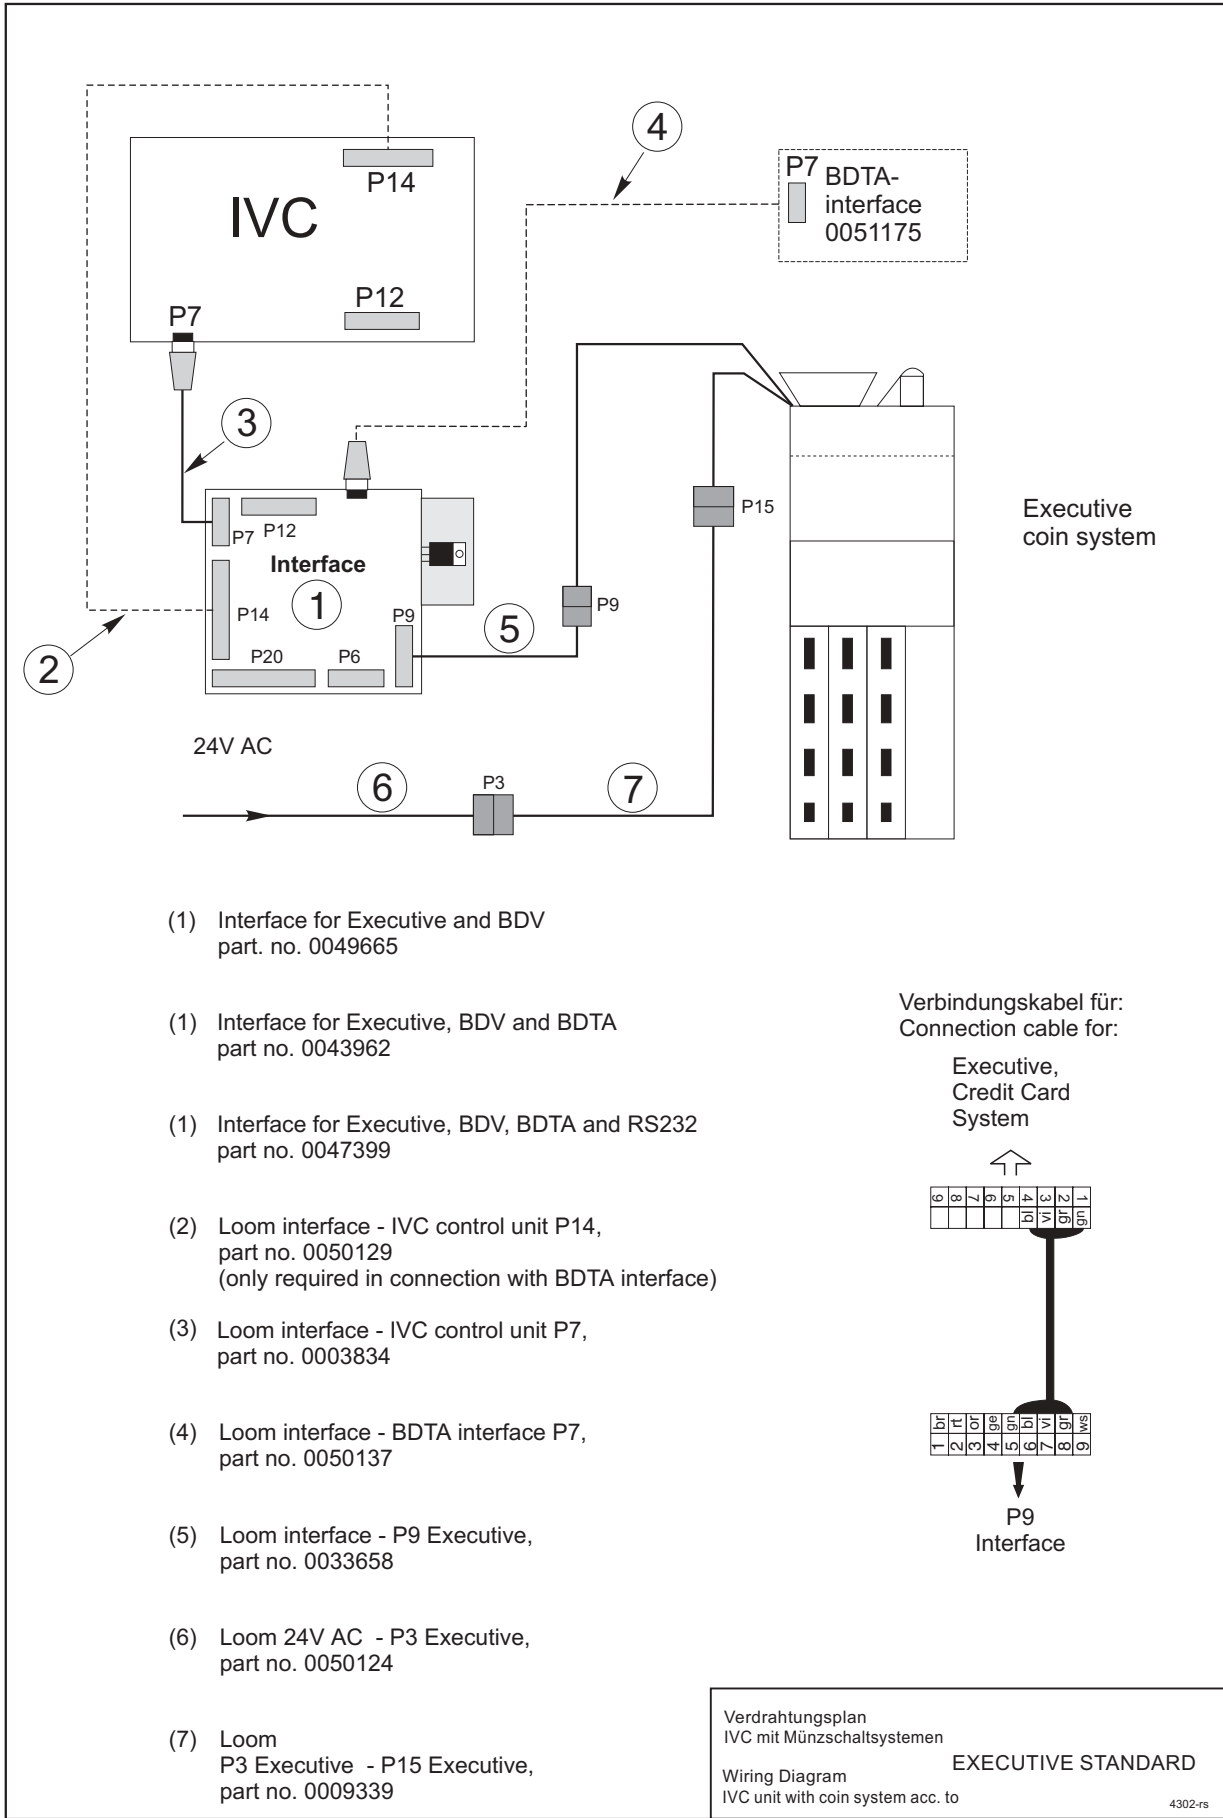 4
P14
IVC
P12
P7
P7 BDTA-
interface
0051175
3
P15
Executive
coin system
P7
P12
Interface
1
P14
P9
P9
5
2
P20
P6
24V AC
6
P3
7
(1) Interface for Executive and BDV
part. no. 0049665
(1) Interface for Executive, BDV and BDTA
part no. 0043962
(1) Interface for Executive, BDV, BDTA and RS232
part no. 0047399
(2) Loom interface - IVC control unit P14,
part no. 0050129
(only required in connection with BDTA interface)
(3) Loom interface - IVC control unit P7,
part no. 0003834
(4) Loom interface - BDTA interface P7,
part no. 0050137
(5) Loom interface - P9 Executive,
part no. 0033658
(6) Loom 24V AC - P3 Executive,
part no. 0050124
(7) Loom
P3 Executive - P15 Executive,
part no. 0009339
Verbindungskabel für:
Connection cable for:
Executive,
Credit Card
System
9 8 7 6 5 4 3 2 1
bl vi gr gn
br rt or ge gn bl vi gr ws
1 2 3 4 5 6 7 8 9
P9
Interface
Verdrahtungsplan
IVC mit Münzschaltsystemen
EXECUTIVE STANDARD
Wiring Diagram
IVC unit with coin system acc. to
4302-rs